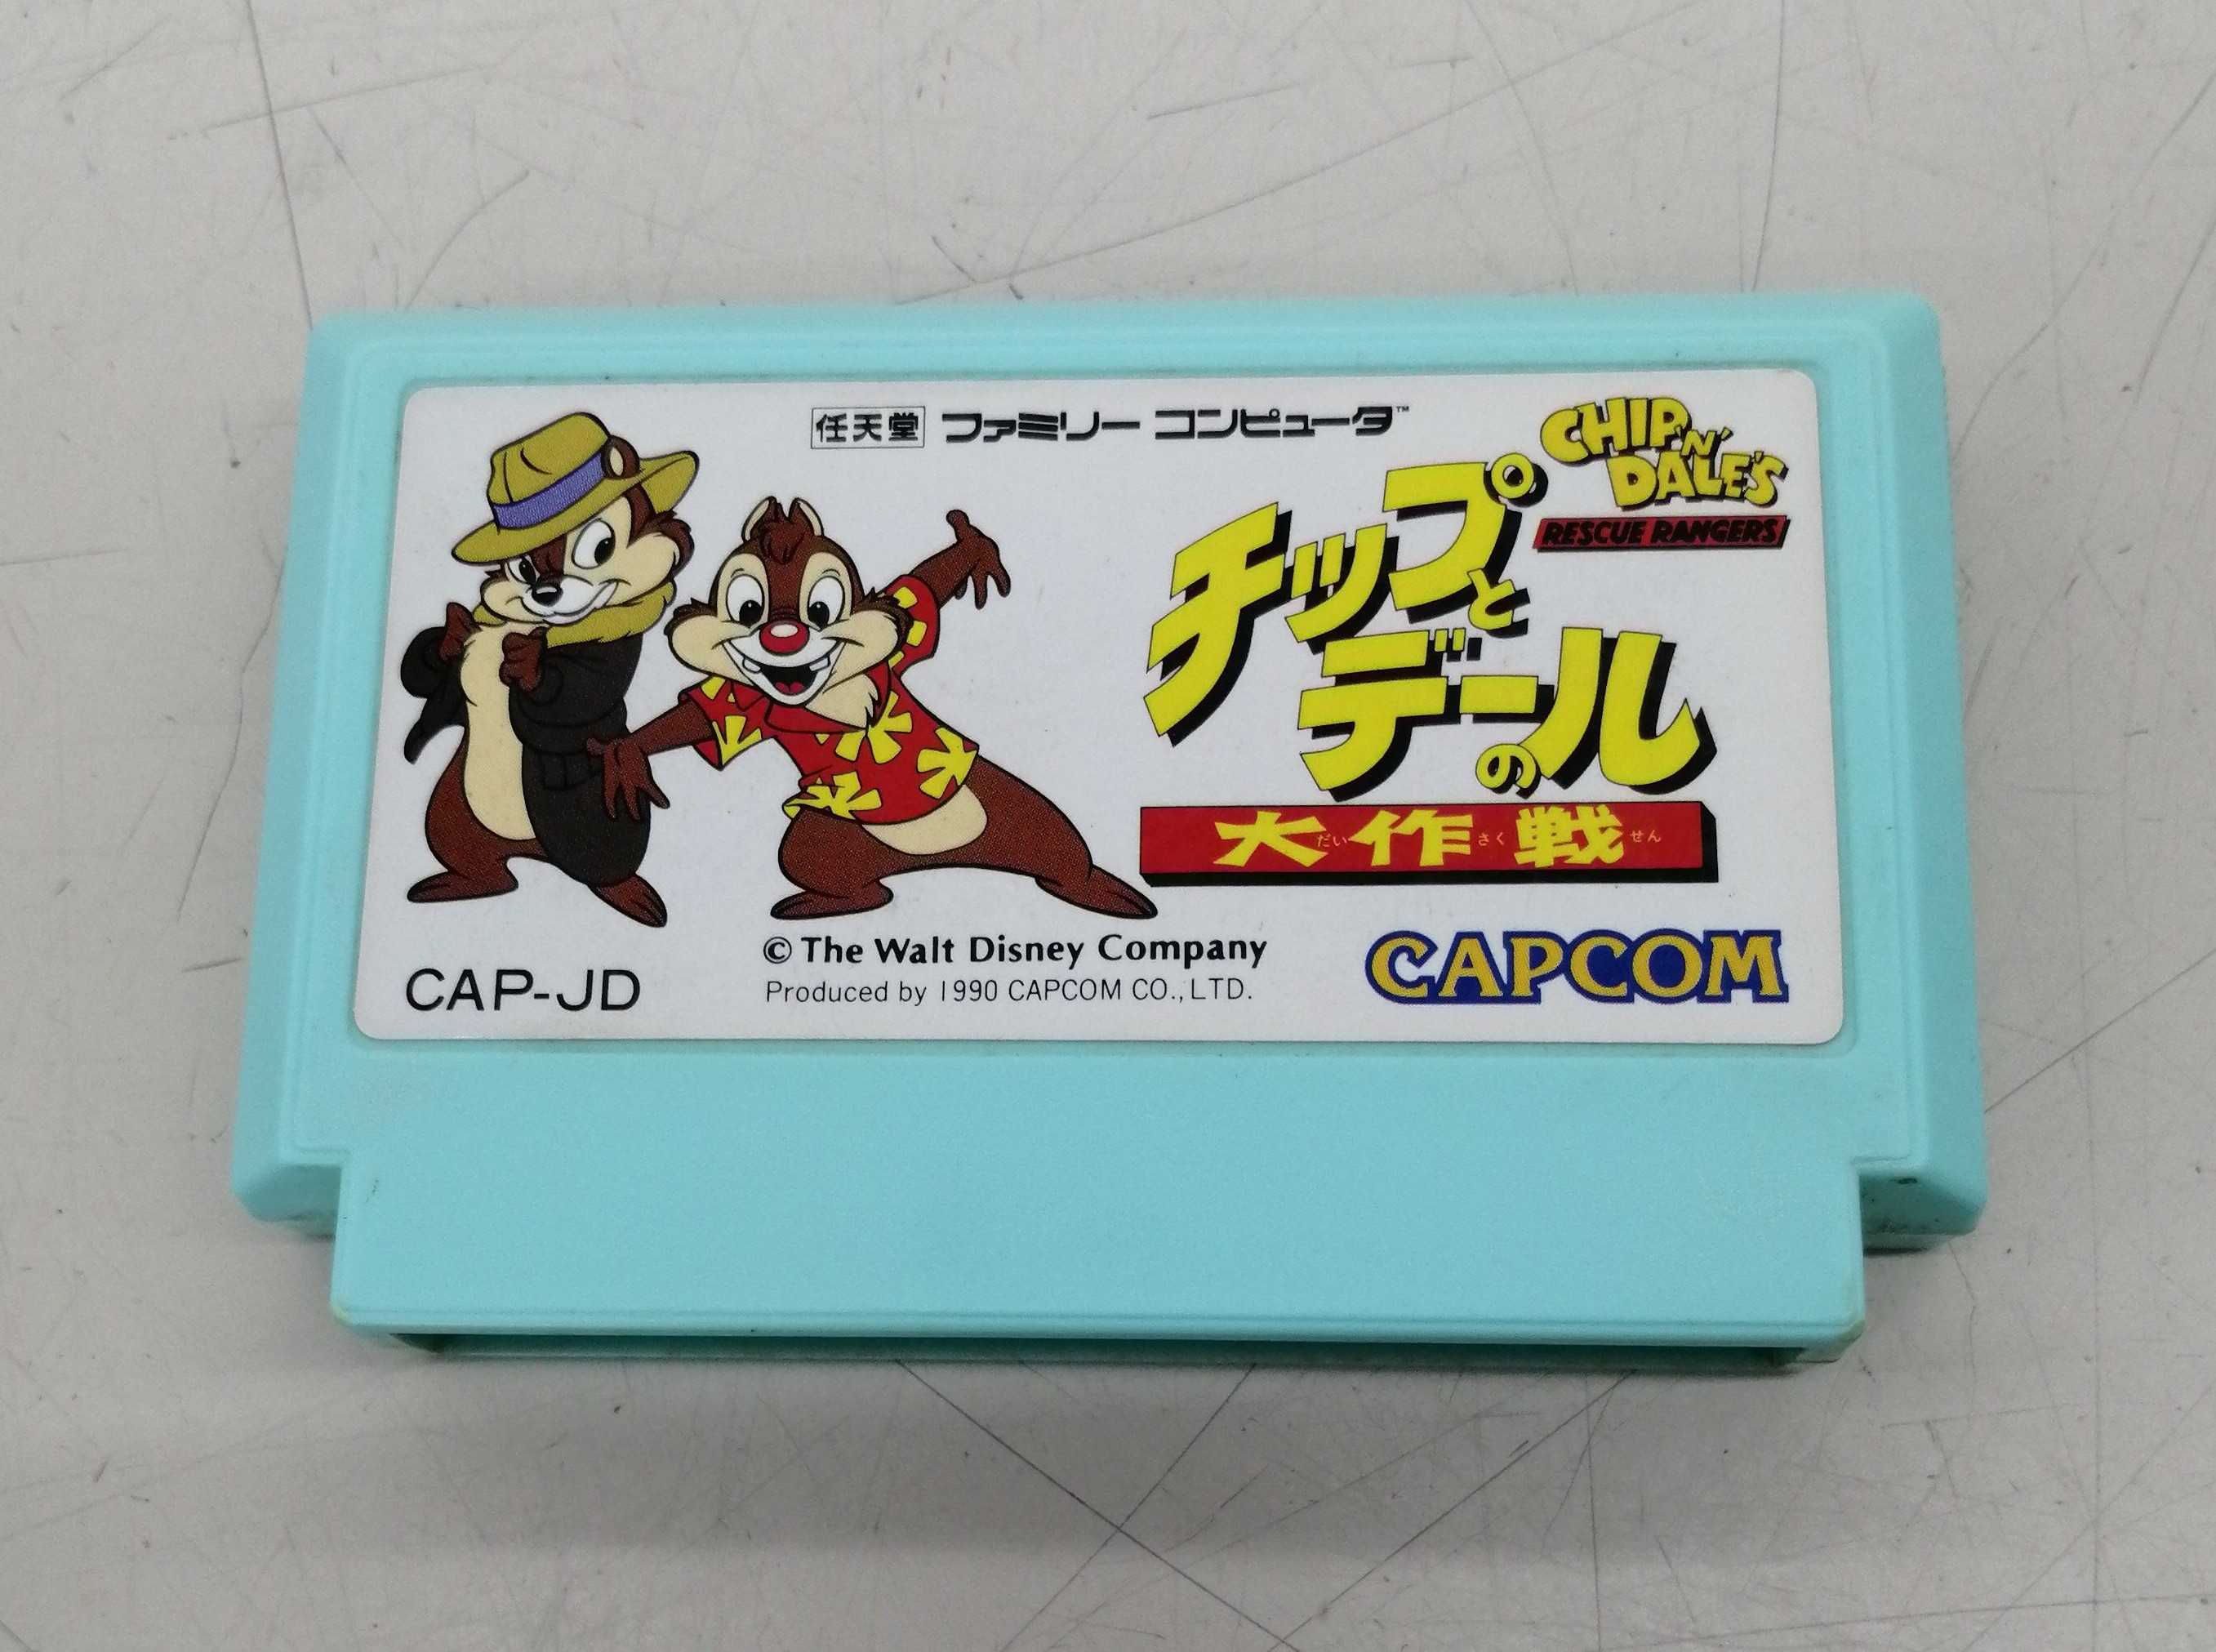 任天堂 ファミリー コンピュータ™
CHIP 'N'
DALE'S
RESCUE RANGERS
チップと
デールの
大だい作さく戦せん
© The Walt Disney Company
Produced by 1990 CAPCOM CO., LTD.
CAP-JD
CAPCOM